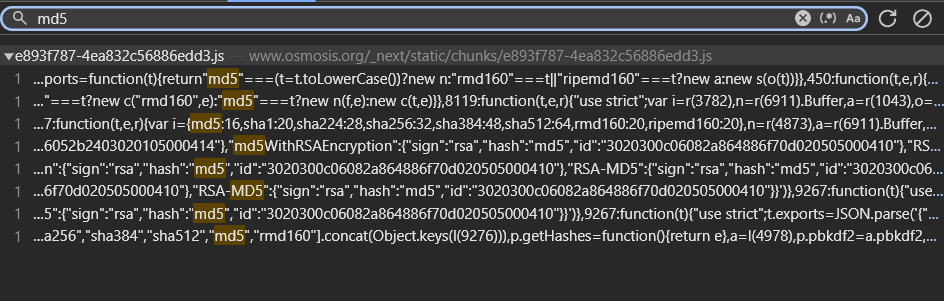 md5
(.*) Aa
e893f787-4ea832c56886edd3.js www.osmosis.org/_next/static/chunks/e893f787-4ea832c56886edd3.js
1 ...ports=function(t){return"md5"===(t=t.toLowerCase())?new n:"rmd160"===t||"ripemd160"===t?new a:new s(o(t))}},450:function(t,e,r){...
1 ..."===t?new c("rmd160",e):"md5"===t?new n(f,e):new c(t,e)}},8119:function(t,e,r){"use strict";var i=r(3782),n=r(6911).Buffer,a=r(1043),o=...
1 ...7:function(t,e,r){var i={md5:16,sha1:20,sha224:28,sha256:32,sha384:48,sha512:64,rmd160:20,ripemd160:20},n=r(4873),a=r(6911).Buffer,...
1 ...6052b2403020105000414"},"md5WithRSAEncryption":{"sign":"rsa","hash":"md5","id":"3020300c06082a864886f70d020505000410"},"RS...
1 ...n":{"sign":"rsa","hash":"md5","id":"3020300c06082a864886f70d020505000410"},"RSA-MD5":{"sign":"rsa","hash":"md5","id":"3020300c06...
1 ...6f70d020505000410"},"RSA-MD5":{"sign":"rsa","hash":"md5","id":"3020300c06082a864886f70d020505000410"}}')},9267:function(t){"use...
1 ...5":{"sign":"rsa","hash":"md5","id":"3020300c06082a864886f70d020505000410"}}')},9267:function(t){"use strict";t.exports=JSON.parse('{"...
1 ...a256","sha384","sha512","md5","rmd160"].concat(Object.keys(l(9276))),p.getHashes=function(){return e},a=l(4978),p.pbkdf2=a.pbkdf2,...